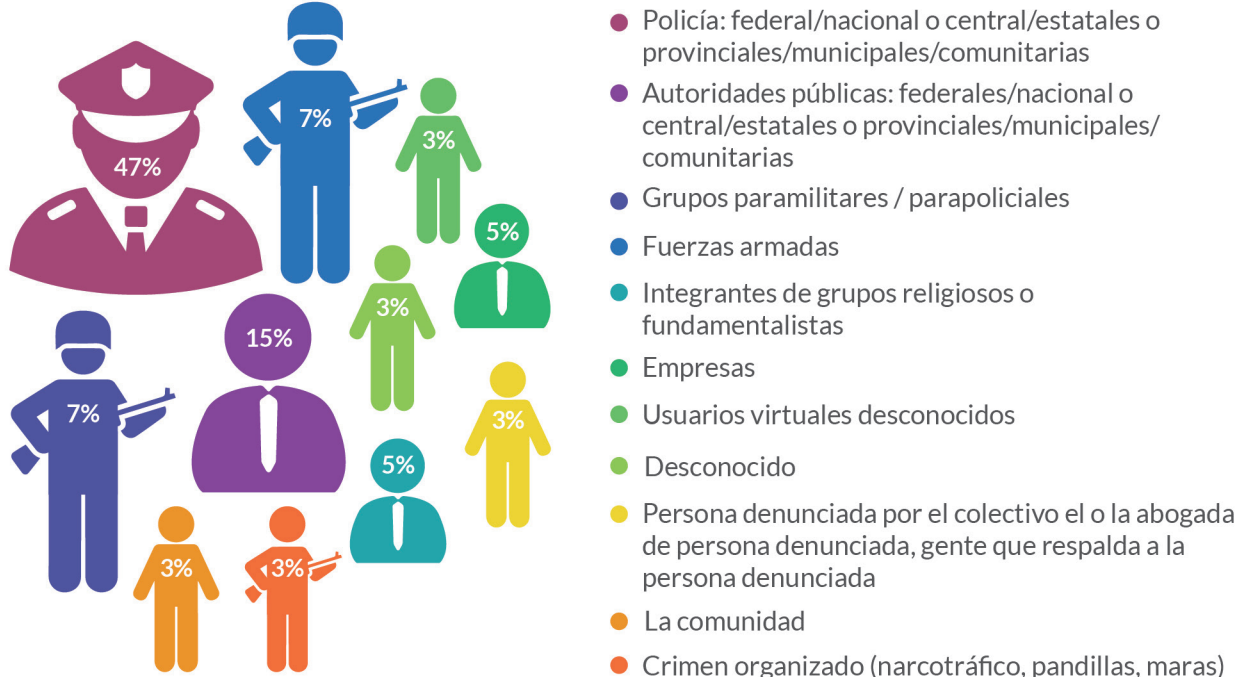 47%
7%
3%
5%
3%
15%
7%
3%
5%
3%
3%
Policía: federal/nacional o central/estatales o
provinciales/municipales/comunitarias
Autoridades públicas: federales/nacional o
central/estatales o provinciales/municipales/
comunitarias
Grupos paramilitares / parapoliciales
Fuerzas armadas
Integrantes de grupos religiosos o
fundamentalistas
Empresas
Usuarios virtuales desconocidos
Desconocido
Persona denunciada por el colectivo el o la abogada
de persona denunciada, gente que respalda a la
persona denunciada
La comunidad
Crimen organizado (narcotráfico, pandillas, maras)